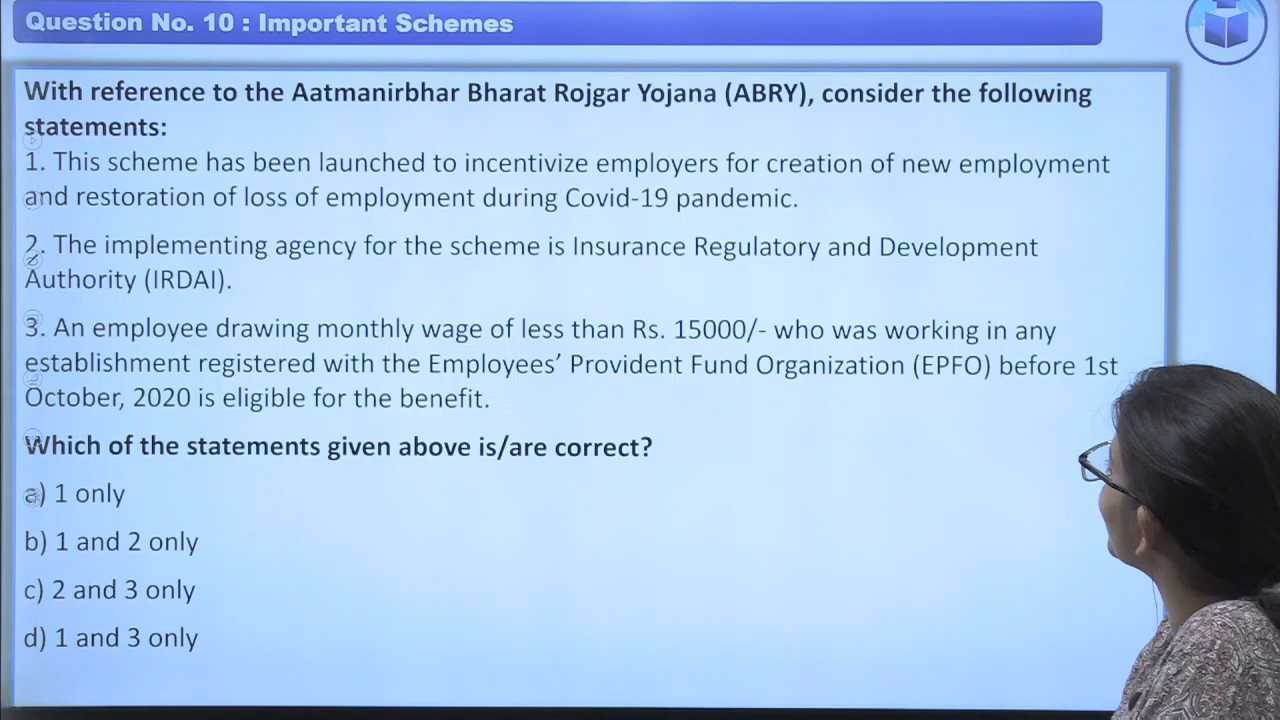 Question No. 10 : Important Schemes
With reference to the Aatmanirbhar Bharat Rojgar Yojana (ABRY), consider the following
statements:
1. This scheme has been launched to incentivize employers for creation of new employment
and restoration of loss of employment during Covid-19 pandemic.
2. The implementing agency for the scheme is Insurance Regulatory and Development
Authority (IRDAI).
3. An employee drawing monthly wage of less than Rs. 15000/- who was working in any
establishment registered with the Employees’ Provident Fund Organization (EPFO) before 1st
October, 2020 is eligible for the benefit.
Which of the statements given above is/are correct?
a) 1 only
b) 1 and 2 only
c) 2 and 3 only
d) 1 and 3 only